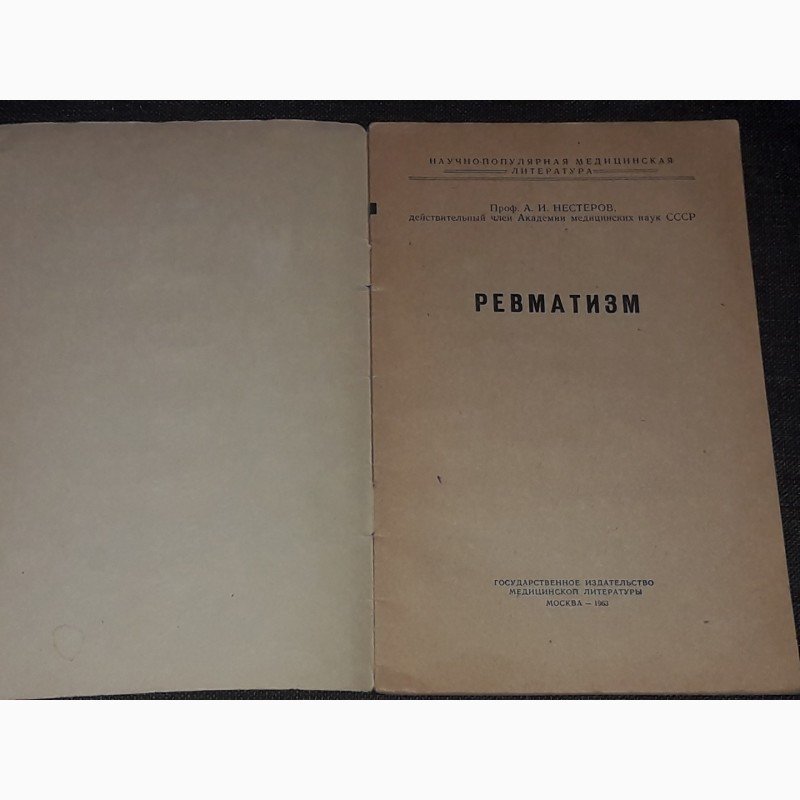 НАУЧНО-ПОПУЛЯРНАЯ МЕДИЦИНСКАЯ
ЛИТЕРАТУРА
Проф. А. И. НЕСТЕРОВ,
действительный член Академии медицинских наук СССР
РЕВМАТИЗМ
ГОСУДАРСТВЕННОЕ ИЗДАТЕЛЬСТВО
МЕДИЦИНСКОЙ ЛИТЕРАТУРЫ
МОСКВА — 1963